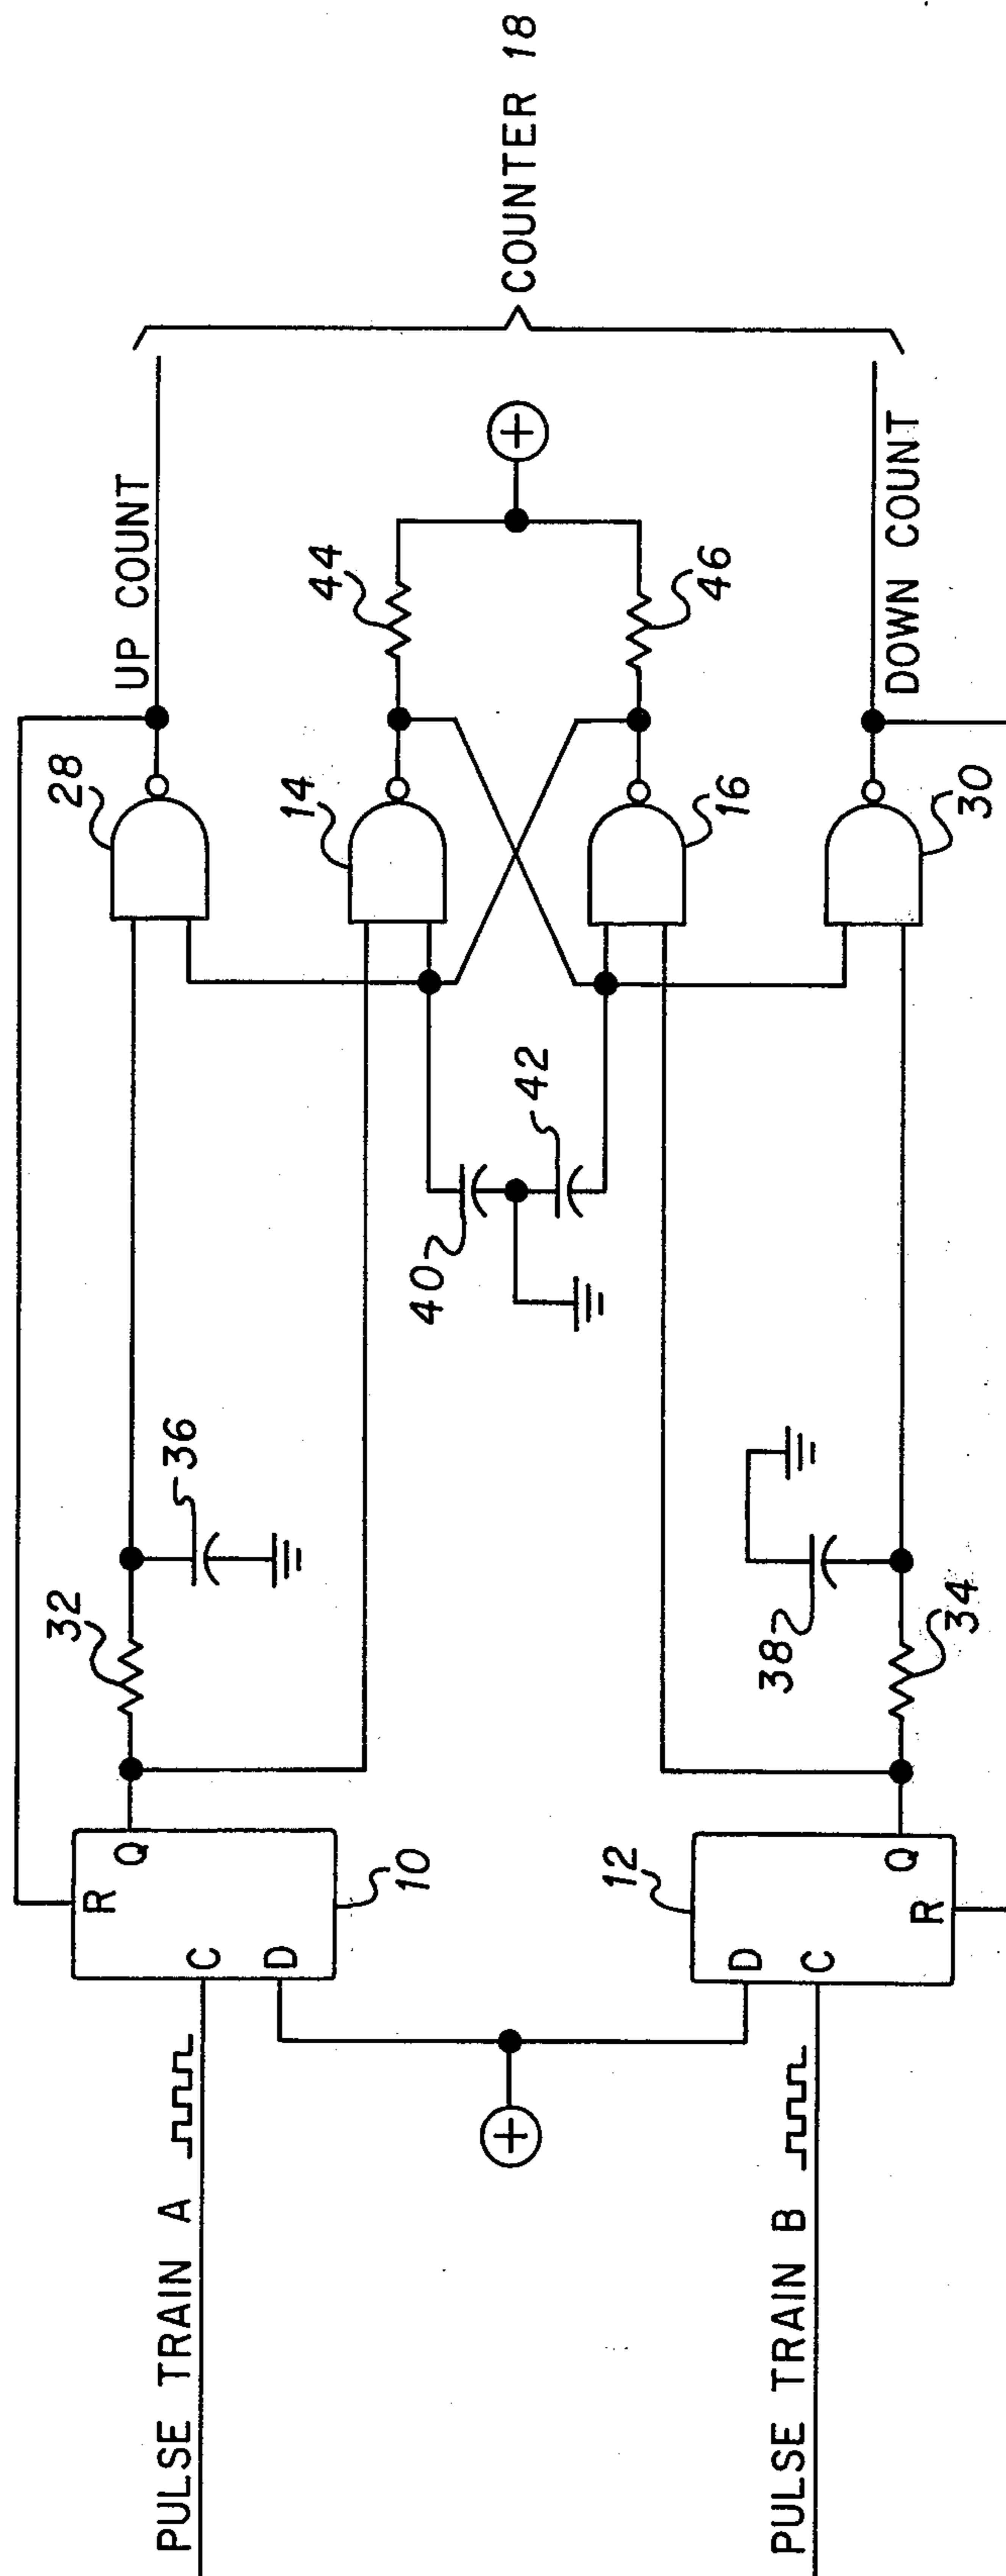 PULSE TRAIN A
PULSE TRAIN B
C
D
R
Q
10
D
C
R
Q
12
32
36
34
38
40
42
28
14
16
30
44
46
UP COUNT
DOWN COUNT
COUNTER 18